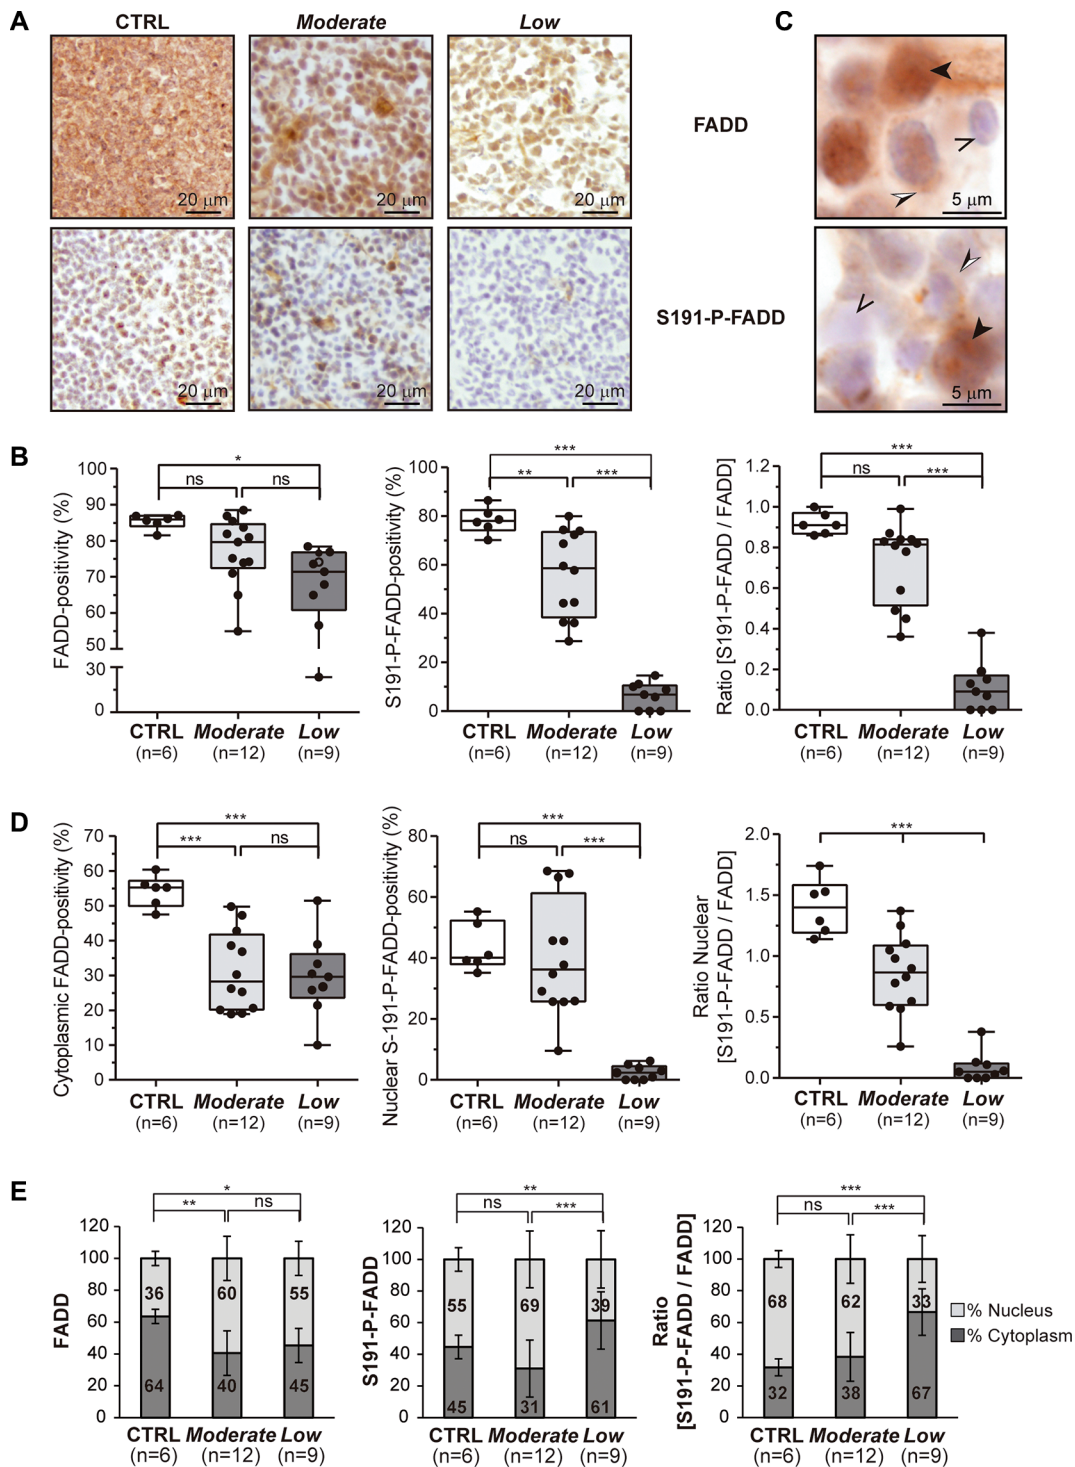 A
CTRL
Moderate
Low
C
20 μm
20 μm
20 μm
FADD
5 μm
20 μm
20 μm
20 μm
S191-P-FADD
5 μm
B
FADD-positivity (%)
100
90
80
70
60
50
30
0
*
ns
ns
CTRL
Moderate
Low
(n=6)
(n=12)
(n=9)
S191-P-FADD-positivity (%)
100
80
60
40
20
0
***
**
***
CTRL
Moderate
Low
(n=6)
(n=12)
(n=9)
Ratio [S191-P-FADD / FADD]
1.2
1.0
0.8
0.6
0.4
0.2
0.0
***
ns
***
CTRL
Moderate
Low
(n=6)
(n=12)
(n=9)
D
Cytoplasmic FADD-positivity (%)
70
60
50
40
30
20
10
0
***
***
ns
CTRL
Moderate
Low
(n=6)
(n=12)
(n=9)
Nuclear S-191-P-FADD-positivity (%)
80
60
40
20
0
***
ns
***
CTRL
Moderate
Low
(n=6)
(n=12)
(n=9)
Ratio Nuclear
[S191-P-FADD / FADD]
2.0
1.5
1.0
0.5
0.0
***
CTRL
Moderate
Low
(n=6)
(n=12)
(n=9)
E
FADD
120
100
80
60
40
20
0
*
**
ns
36
60
55
64
40
45
CTRL
Moderate
Low
(n=6)
(n=12)
(n=9)
S191-P-FADD
120
100
80
60
40
20
0
**
ns
***
55
69
39
45
31
61
CTRL
Moderate
Low
(n=6)
(n=12)
(n=9)
Ratio
[S191-P-FADD / FADD]
120
100
80
60
40
20
0
***
ns
***
68
62
33
32
38
67
CTRL
Moderate
Low
(n=6)
(n=12)
(n=9)
% Nucleus
% Cytoplasm